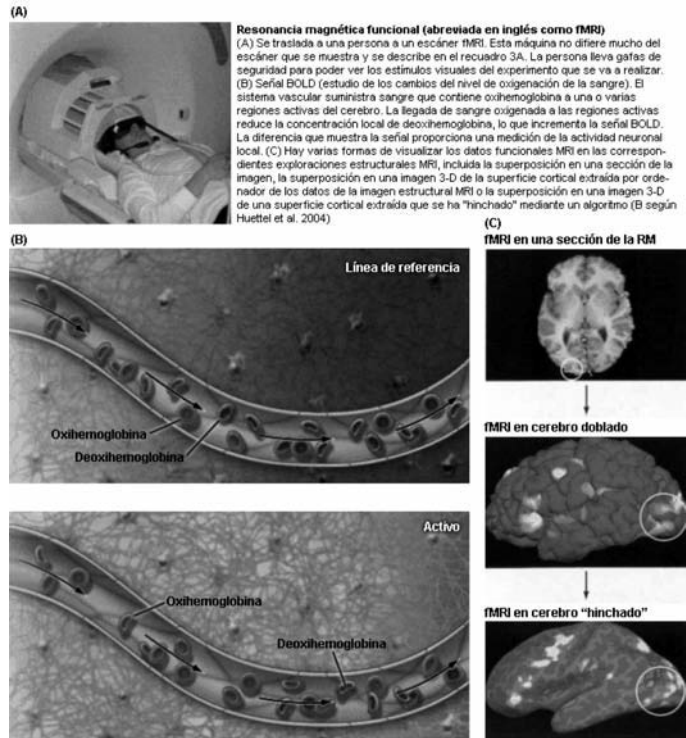 (A)
Resonancia magnética funcional (abreviada en inglés como fMRI)
(A) Se traslada a una persona a un escáner fMRI. Esta máquina no difiere mucho del
escáner que se muestra y se describe en el recuadro 3A. La persona lleva gafas de
seguridad para poder ver los estímulos visuales del experimento que se va a realizar.
(B) Señal BOLD (estudio de los cambios del nivel de oxigenación de la sangre). El
sistema vascular suministra sangre que contiene oxihemoglobina a una o varias
regiones activas del cerebro. La llegada de sangre oxigenada a las regiones activas
reduce la concentración local de deoxihemoglobina, lo que incrementa la señal BOLD.
La diferencia que muestra la señal proporciona una medición de la actividad neuronal
local. (C) Hay varias formas de visualizar los datos funcionales MRI en las correspon-
dientes exploraciones estructurales MRI, incluida la superposición en una sección de la
imagen, la superposición en una imagen 3-D de la superficie cortical extraída por orde-
nador de los datos de la imagen estructural MRI o la superposición en una imagen 3-D
de una superficie cortical extraída que se ha "hinchado" mediante un algoritmo (B según
Huettel et al. 2004)
(B)
Línea de referencia
Oxihemoglobina
Deoxihemoglobina
Activo
Oxihemoglobina
Deoxihemoglobina
(C)
fMRI en una sección de la RM
fMRI en cerebro doblado
fMRI en cerebro “hinchado”